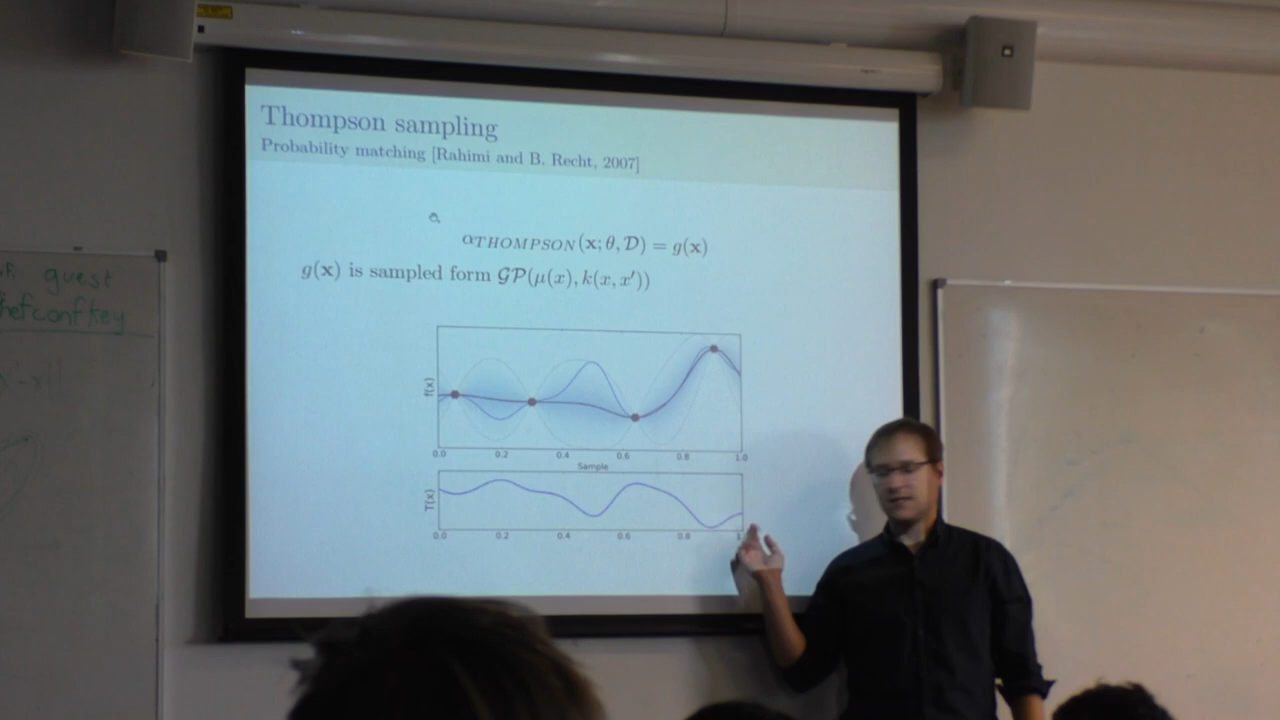 Thompson sampling
Probability matching [Rahimi and B. Recht, 2007]
αTHOMPSON(x; θ, D) = g(x)
g(x) is sampled form GP(μ(x), k(x, x′))
f(x)
0.0 0.2 0.4 0.6 0.8 1.0
Sample
T(x)
0.0 0.2 0.4 0.6 0.8
guest